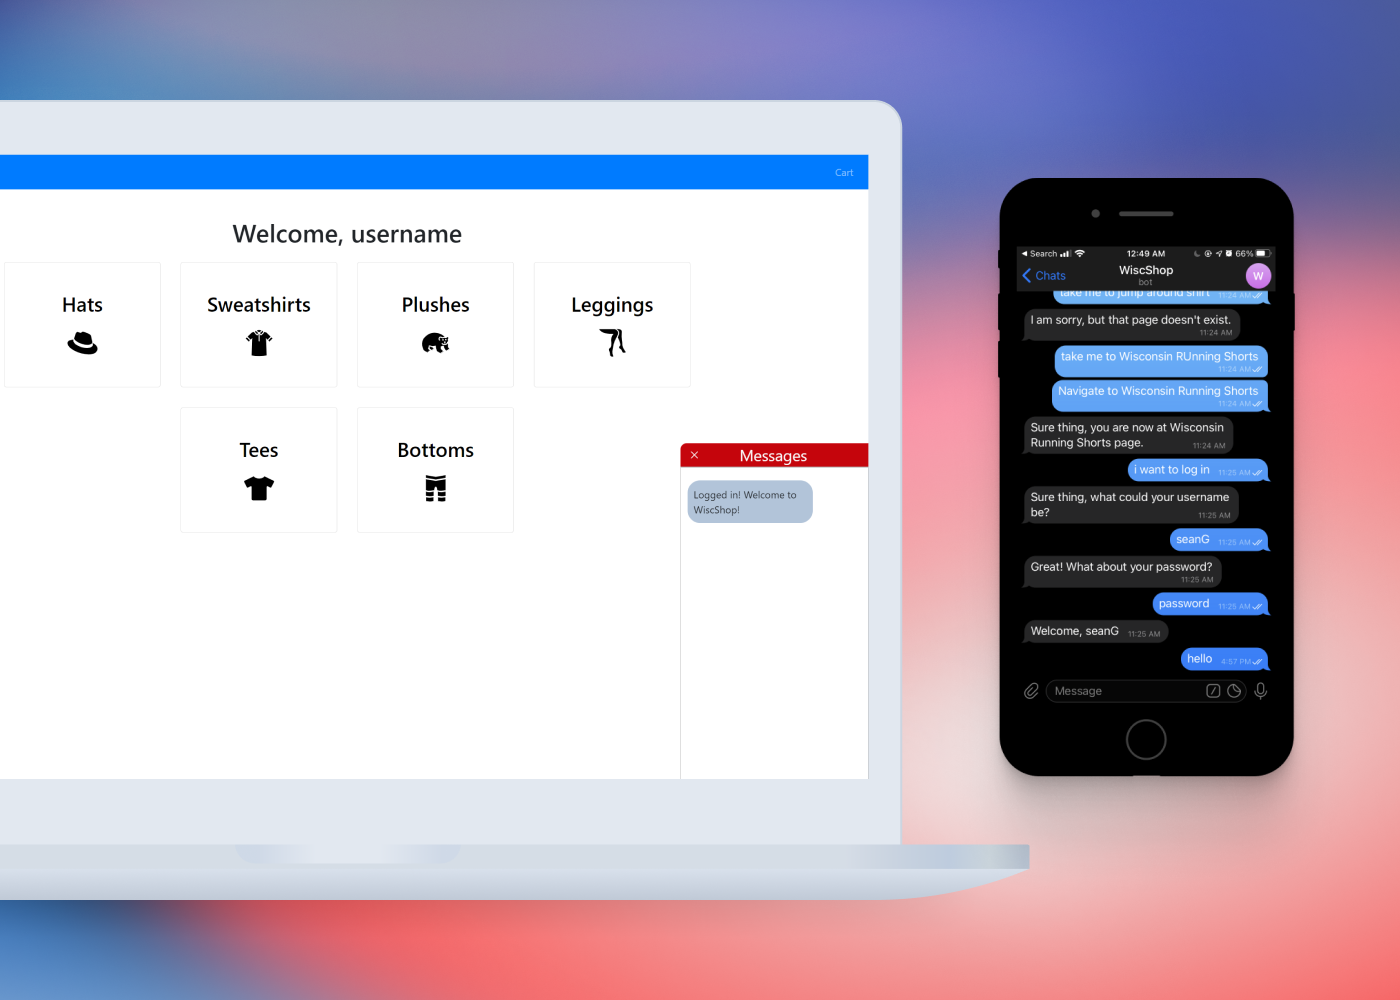 Cart
Welcome, username
Hats
Sweatshirts
Plushes
Leggings
Tees
Bottoms
Messages
Logged in! Welcome to
WiscShop!
Search
12:49 AM
66%
Chats
WiscShop
bot
W
take me to jump around shirt 11:24 AM
I am sorry, but that page doesn't exist.
11:24 AM
take me to Wisconsin RUnning Shorts
11:24 AM
Navigate to Wisconsin Running Shorts
11:24 AM
Sure thing, you are now at Wisconsin
Running Shorts page. 11:24 AM
i want to log in 11:25 AM
Sure thing, what could your username
be? 11:25 AM
seanG 11:25 AM
Great! What about your password?
11:25 AM
password 11:25 AM
Welcome, seanG 11:25 AM
hello 4:57 PM
Message